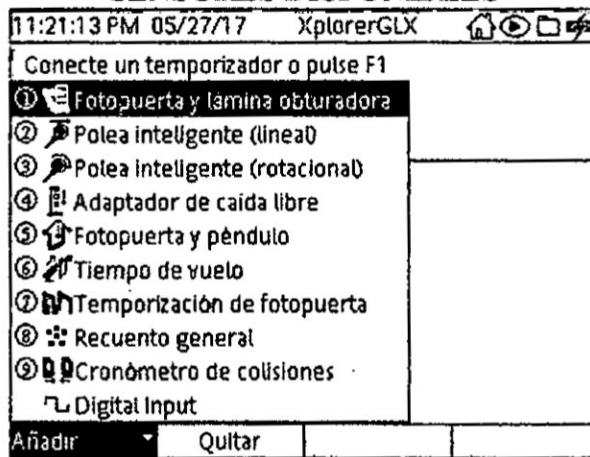 11:21:13 PM 05/27/17 XplorerGLX
Conecte un temporizador o pulse F1
① Fotopuerta y lámina obturadora
② Polea inteligente (lineal)
③ Polea inteligente (rotacional)
④ Adaptador de caída libre
⑤ Fotopuerta y péndulo
⑥ Tiempo de vuelo
⑦ Temporización de fotopuerta
⑧ Recuento general
⑨ Cronómetro de colisiones
Digital Input
Añadir Quitar